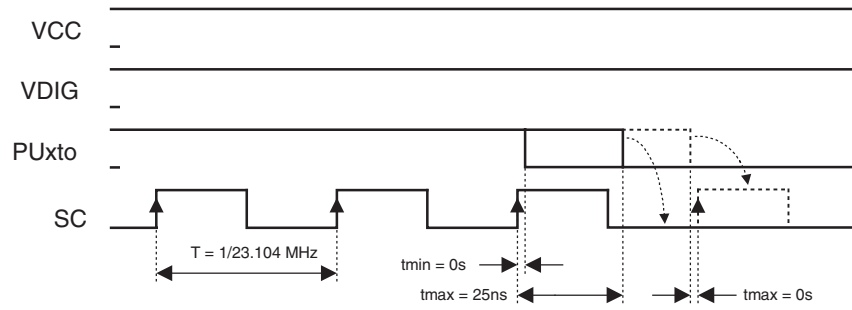 VCC
VDIG
PUxto
SC
T = 1/23.104 MHz
tmin = 0s
tmax = 25ns
tmax = 0s